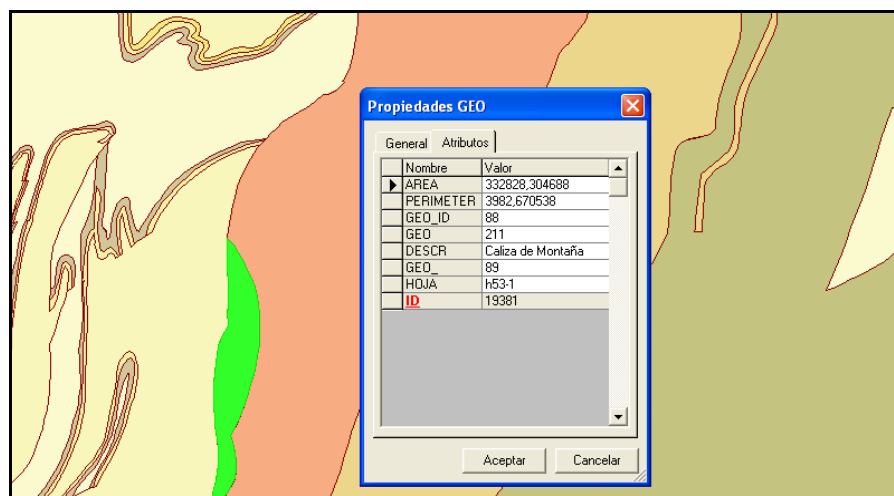 Propiedades GEO
General Atributos
Nombre Valor
AREA 332828,304688
PERIMETER 3982,670538
GEO_ID 88
GEO 211
DESCR Caliza de Montaña
GEO_ 89
HOJA h53-1
ID 19381
Aceptar Cancelar